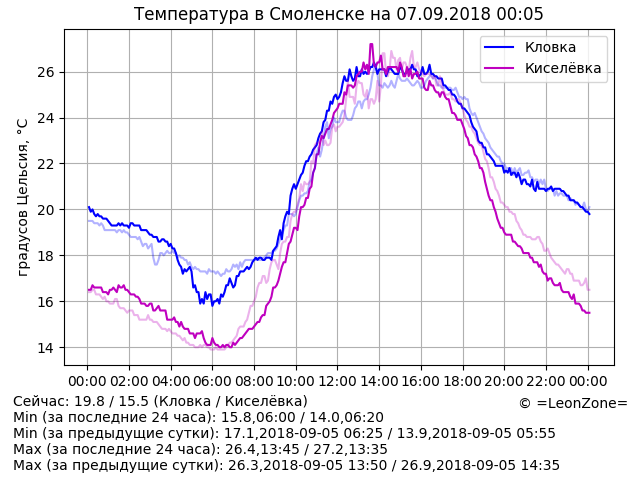 Температура в Смоленске на 07.09.2018 00:05
Кловка
Киселёвка
градусов Цельсия, °C
26
24
22
20
18
16
14
00:00 02:00 04:00 06:00 08:00 10:00 12:00 14:00 16:00 18:00 20:00 22:00 00:00
Сейчас: 19.8 / 15.5 (Кловка / Киселёвка)
© =LeonZone=
Min (за последние 24 часа): 15.8,06:00 / 14.0,06:20
Min (за предыдущие сутки): 17.1,2018-09-05 06:25 / 13.9,2018-09-05 05:55
Max (за последние 24 часа): 26.4,13:45 / 27.2,13:35
Max (за предыдущие сутки): 26.3,2018-09-05 13:50 / 26.9,2018-09-05 14:35